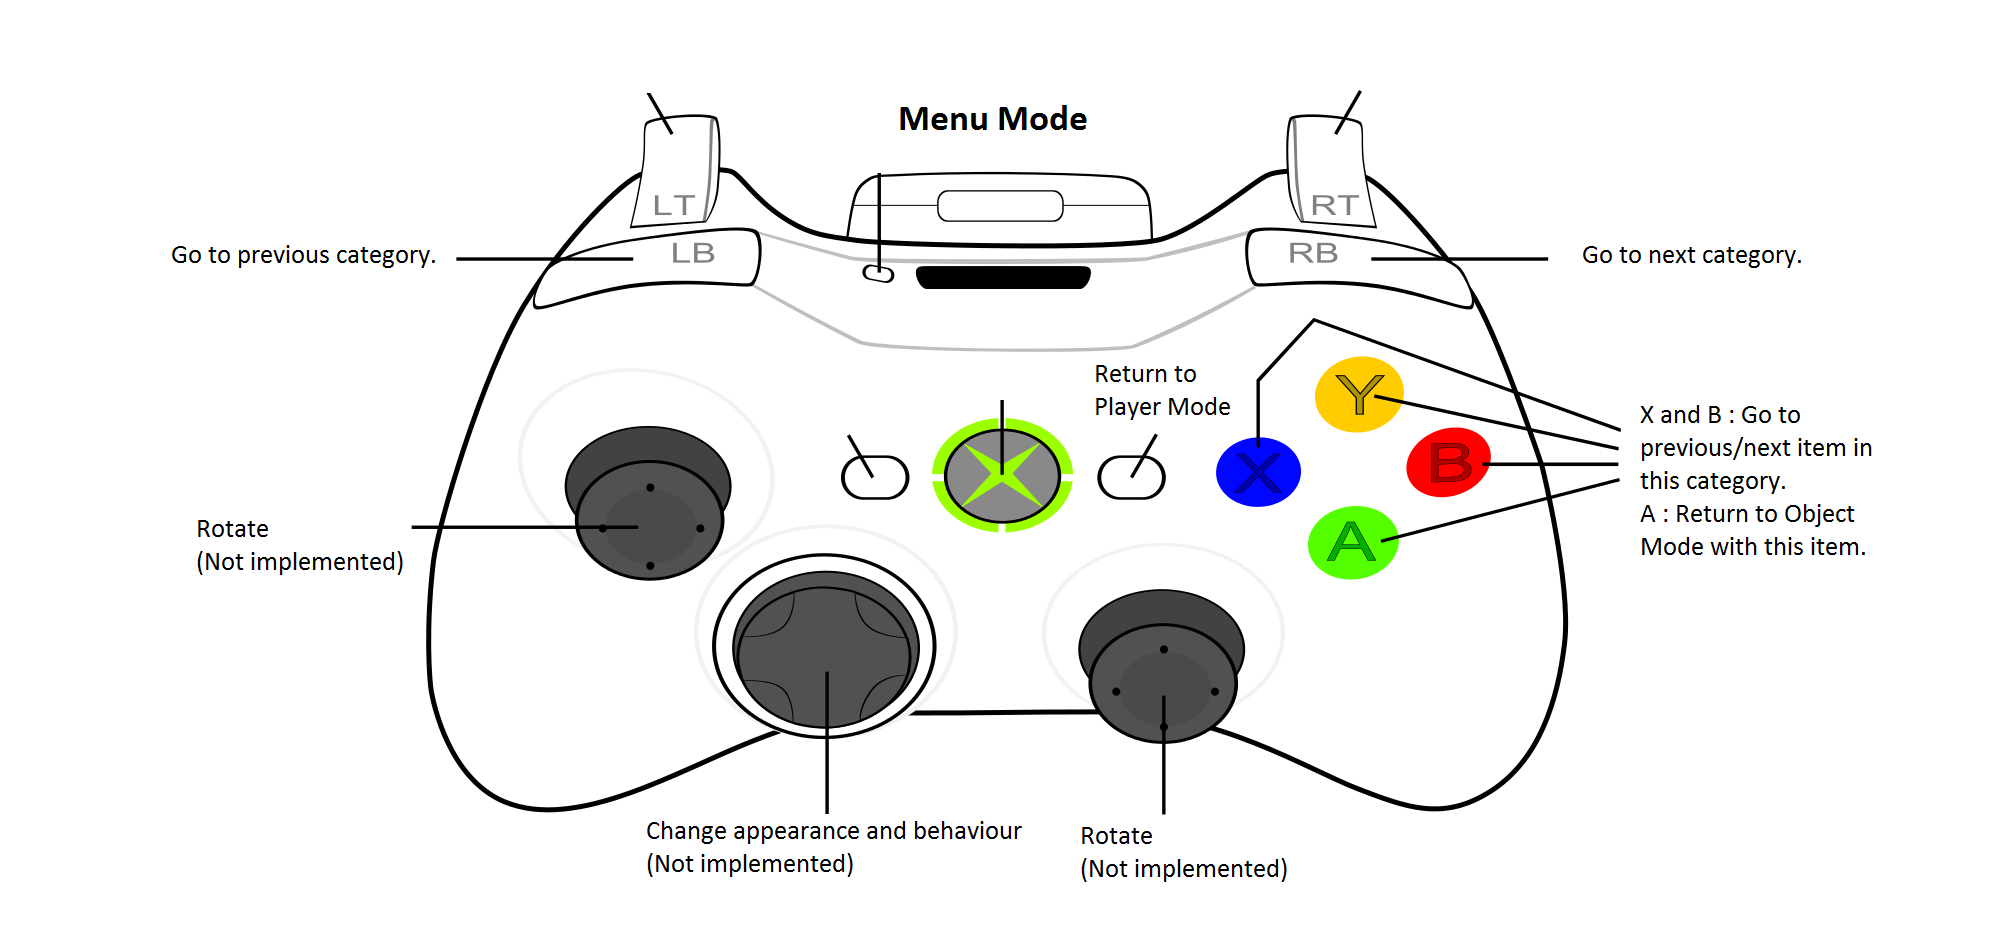 Menu Mode
LT
RT
LB
RB
Go to previous category.
Go to next category.
Return to
Player Mode
Y
X
B
A
X and B : Go to
previous/next item in
this category.
A : Return to Object
Mode with this item.
Rotate
(Not implemented)
Change appearance and behaviour
(Not implemented)
Rotate
(Not implemented)